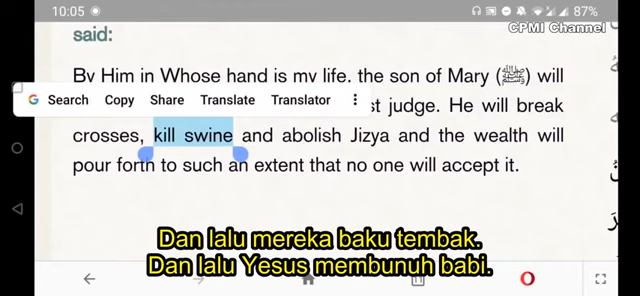 10:05
87%
CPMI Channel
said:
By Him in Whose hand is my life, the son of Mary (ﷺ) will
Search Copy Share Translate Translator
st judge. He will break
crosses, kill swine and abolish Jizya and the wealth will
pour forth to such an extent that no one will accept it.
Dan lalu mereka baku tembak.
Dan lalu Yesus membunuh babi.